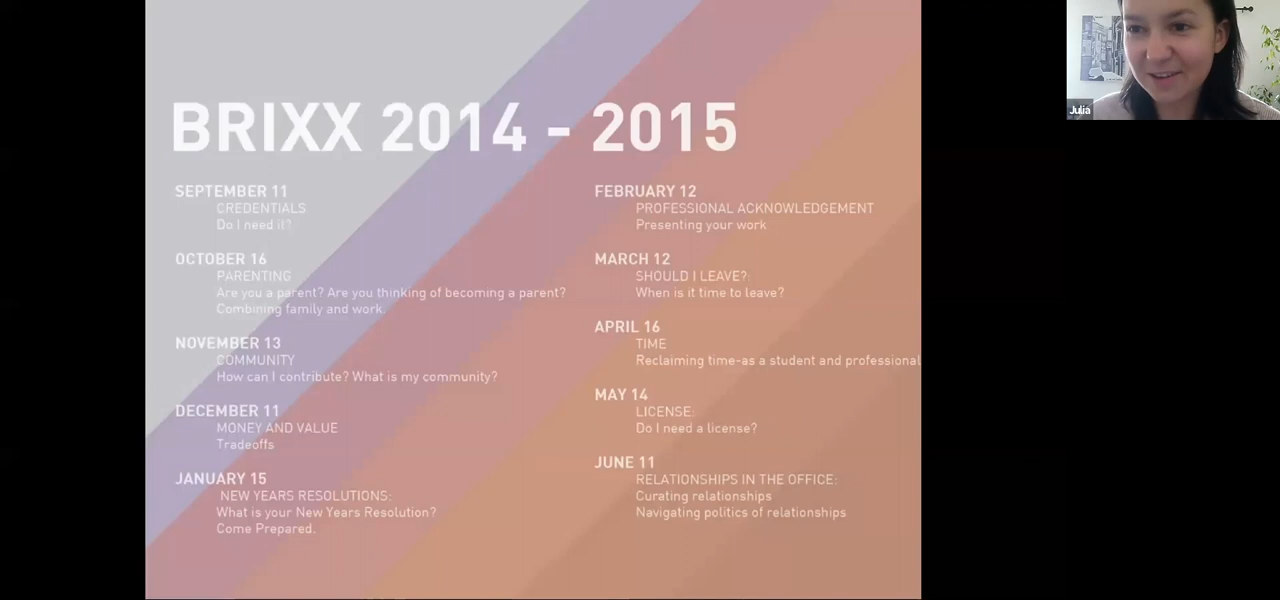 BRIXX 2014 - 2015
SEPTEMBER 11
CREDENTIALS
Do I need it?
OCTOBER 16
PARENTING
Are you a parent? Are you thinking of becoming a parent?
Combining family and work.
NOVEMBER 13
COMMUNITY
How can I contribute? What is my community?
DECEMBER 11
MONEY AND VALUE
Tradeoffs
JANUARY 15
NEW YEARS RESOLUTIONS:
What is your New Years Resolution?
Come Prepared.
FEBRUARY 12
PROFESSIONAL ACKNOWLEDGEMENT
Presenting your work
MARCH 12
SHOULD I LEAVE?:
When is it time to leave?
APRIL 16
TIME
Reclaiming time-as a student and professional
MAY 14
LICENSE:
Do I need a license?
JUNE 11
RELATIONSHIPS IN THE OFFICE:
Curating relationships
Navigating politics of relationships
Julia